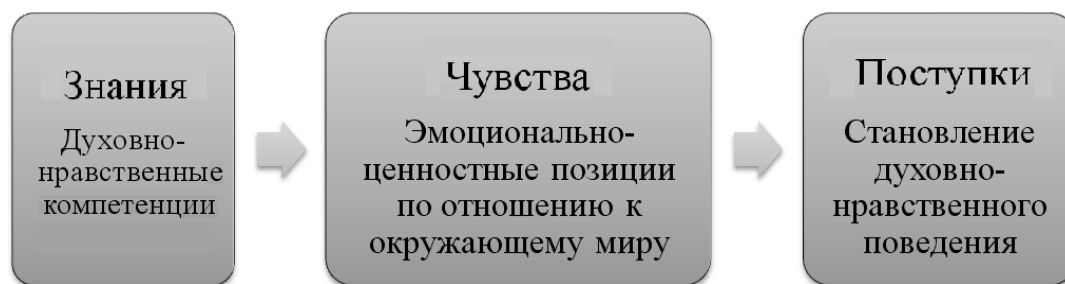 Знания
Духовно-
нравственные
компетенции
Чувства
Эмоционально-
ценностные позиции
по отношению к
окружающему миру
Поступки
Становление
духовно-
нравственного
поведения